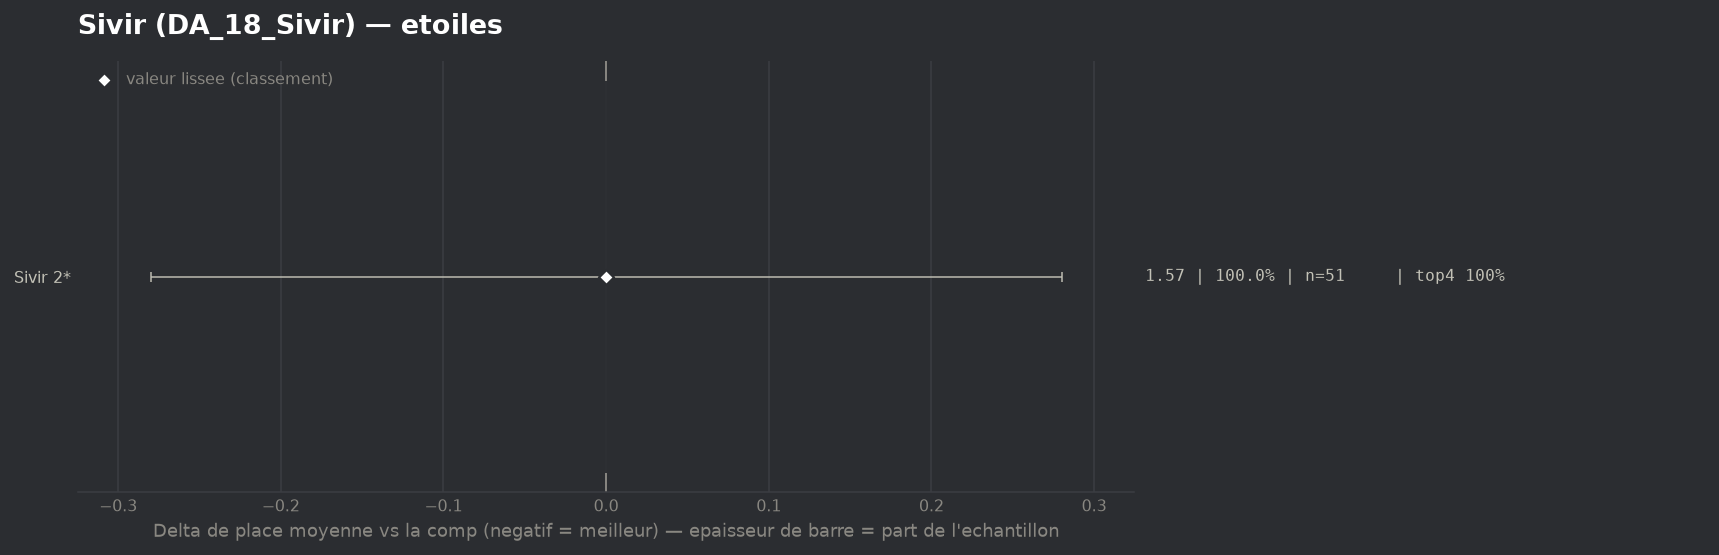 Sivir (DA_18_Sivir) — etoiles
valeur lissee (classement)
Sivir 2*
1.57 | 100.0% | n=51     | top4 100%
−0.3 −0.2 −0.1 0.0 0.1 0.2 0.3
Delta de place moyenne vs la comp (negatif = meilleur) — epaisseur de barre = part de l'echantillon